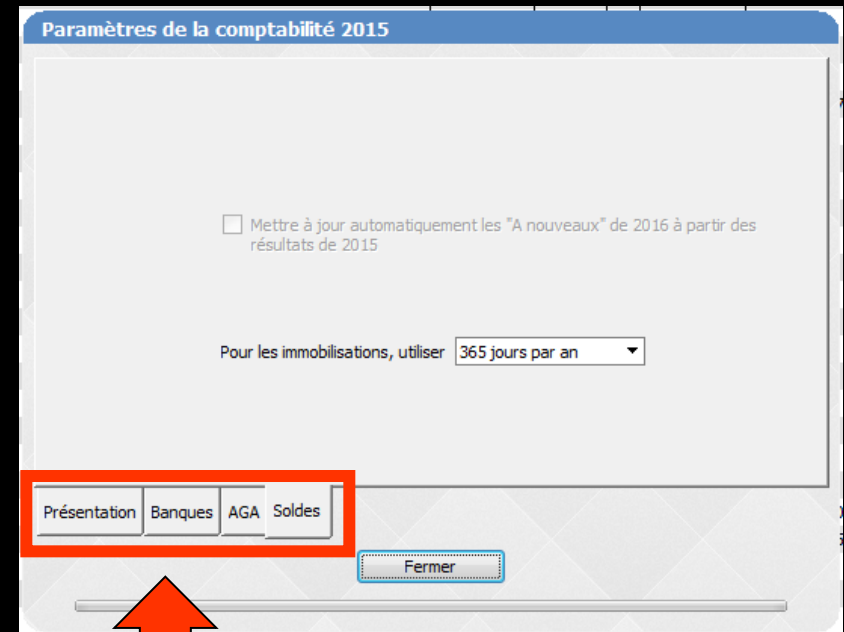 Paramètres de la comptabilité 2015
Mettre à jour automatiquement les "A nouveaux" de 2016 à partir des
résultats de 2015
Pour les immobilisations, utiliser 365 jours par an
Présentation Banques AGA Soldes
Fermer